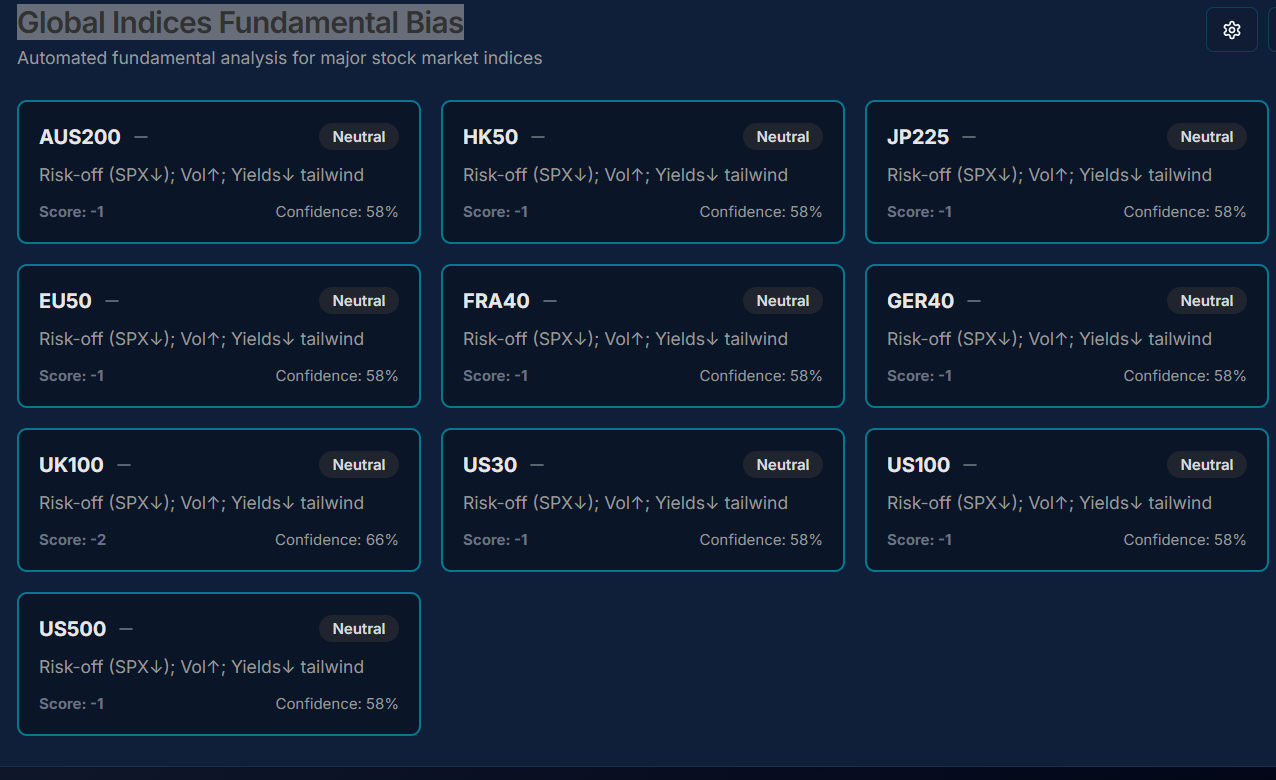 Global Indices Fundamental Bias
Automated fundamental analysis for major stock market indices
AUS200 — Neutral
Risk-off (SPX↓); Vol↑; Yields↓ tailwind
Score: -1 Confidence: 58%
HK50 — Neutral
Risk-off (SPX↓); Vol↑; Yields↓ tailwind
Score: -1 Confidence: 58%
JP225 — Neutral
Risk-off (SPX↓); Vol↑; Yields↓ tailwind
Score: -1 Confidence: 58%
EU50 — Neutral
Risk-off (SPX↓); Vol↑; Yields↓ tailwind
Score: -1 Confidence: 58%
FRA40 — Neutral
Risk-off (SPX↓); Vol↑; Yields↓ tailwind
Score: -1 Confidence: 58%
GER40 — Neutral
Risk-off (SPX↓); Vol↑; Yields↓ tailwind
Score: -1 Confidence: 58%
UK100 — Neutral
Risk-off (SPX↓); Vol↑; Yields↓ tailwind
Score: -2 Confidence: 66%
US30 — Neutral
Risk-off (SPX↓); Vol↑; Yields↓ tailwind
Score: -1 Confidence: 58%
US100 — Neutral
Risk-off (SPX↓); Vol↑; Yields↓ tailwind
Score: -1 Confidence: 58%
US500 — Neutral
Risk-off (SPX↓); Vol↑; Yields↓ tailwind
Score: -1 Confidence: 58%